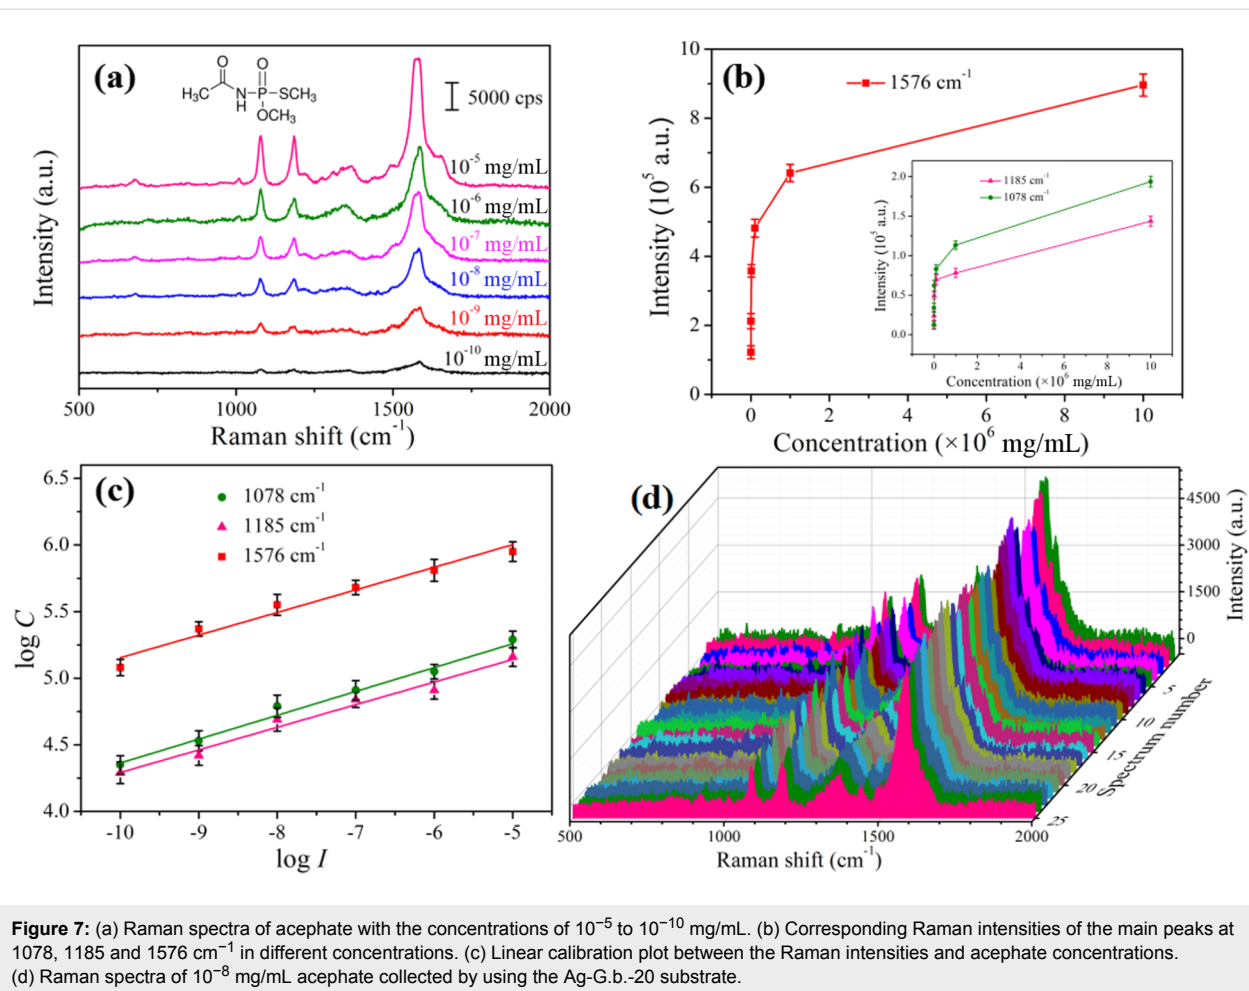 (a)
O O
H₃C N P SCH₃
H
OCH₃
5000 cps
10⁻⁵ mg/mL
10⁻⁶ mg/mL
10⁻⁷ mg/mL
10⁻⁸ mg/mL
10⁻⁹ mg/mL
10⁻¹⁰ mg/mL
Intensity (a.u.)
500 1000 1500 2000
Raman shift (cm⁻¹)
(b)
1576 cm⁻¹
10
8
6
4
2
0
Intensity (10⁵ a.u.)
0 2 4 6 8 10
Concentration (×10⁶ mg/mL)
1185 cm⁻¹
1078 cm⁻¹
2.0
1.5
1.0
0.5
0.0
Intensity (10⁵ a.u.)
0 2 4 6 8 10
Concentration (×10⁶ mg/mL)
(c)
1078 cm⁻¹
1185 cm⁻¹
1576 cm⁻¹
6.5
6.0
5.5
5.0
4.5
4.0
log C
-10 -9 -8 -7 -6 -5
log I
(d)
4500
3000
1500
0
Intensity (a.u.)
5
10
15
20
25
Spectrum number
500 1000 1500 2000
Raman shift (cm⁻¹)
Figure 7: (a) Raman spectra of acephate with the concentrations of 10⁻⁵ to 10⁻¹⁰ mg/mL. (b) Corresponding Raman intensities of the main peaks at
1078, 1185 and 1576 cm⁻¹ in different concentrations. (c) Linear calibration plot between the Raman intensities and acephate concentrations.
(d) Raman spectra of 10⁻⁸ mg/mL acephate collected by using the Ag-G.b.-20 substrate.